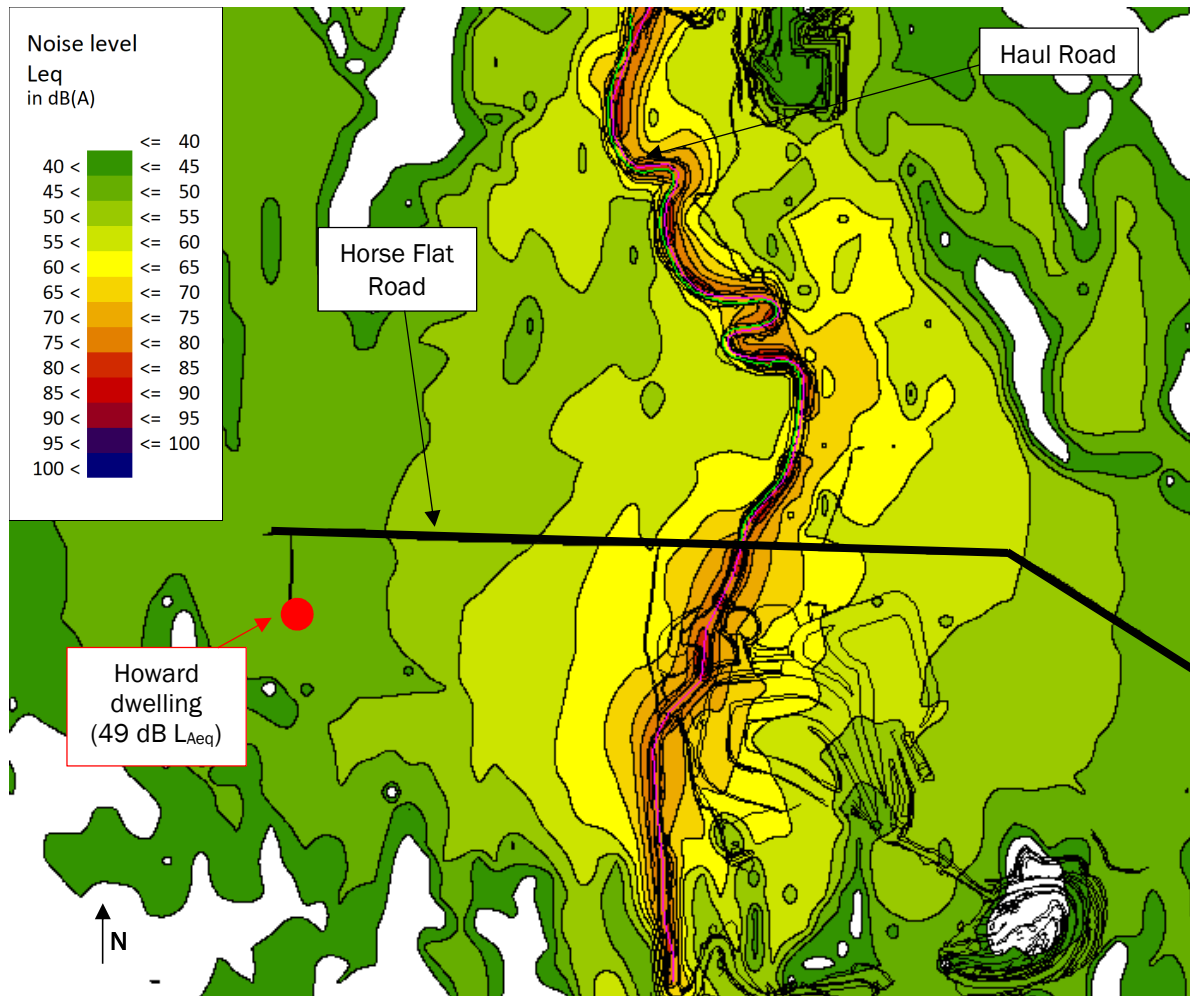 Noise level
Leq
in dB(A)
<= 40
40 < <= 45
45 < <= 50
50 < <= 55
55 < <= 60
60 < <= 65
65 < <= 70
70 < <= 75
75 < <= 80
80 < <= 85
85 < <= 90
90 < <= 95
95 < <= 100
100 <
Haul Road
Horse Flat
Road
Howard
dwelling
(49 dB LAeq)
N